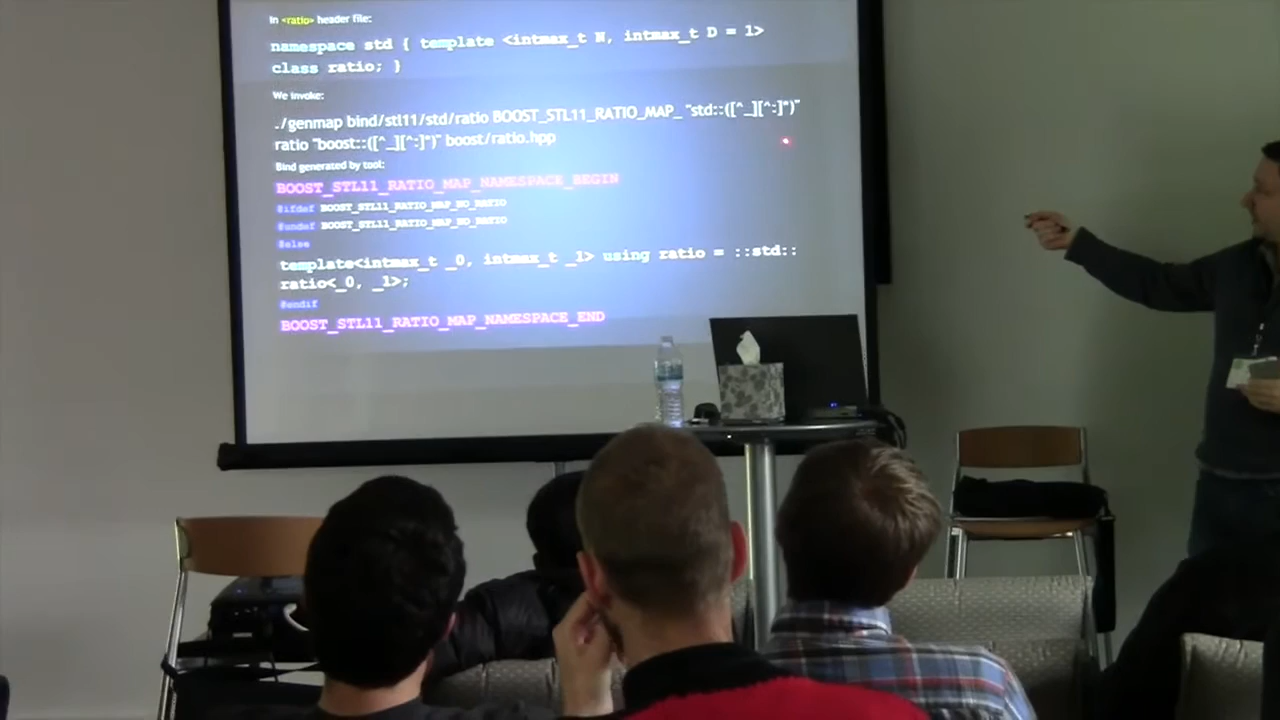 In <ratio> header file:
namespace std { template <intmax_t N, intmax_t D = 1>
class ratio; }
We invoke:
./genmap bind/stl11/std/ratio BOOST_STL11_RATIO_MAP_ "std::([^_][^:]*)"
ratio "boost::([^_][^:]*)" boost/ratio.hpp
Bind generated by tool:
BOOST_STL11_RATIO_MAP_NAMESPACE_BEGIN
#ifdef BOOST_STL11_RATIO_MAP_NO_RATIO
#undef BOOST_STL11_RATIO_MAP_NO_RATIO
#else
template<intmax_t _0, intmax_t _1> using ratio = ::std::
ratio<_0, _1>;
#endif
BOOST_STL11_RATIO_MAP_NAMESPACE_END